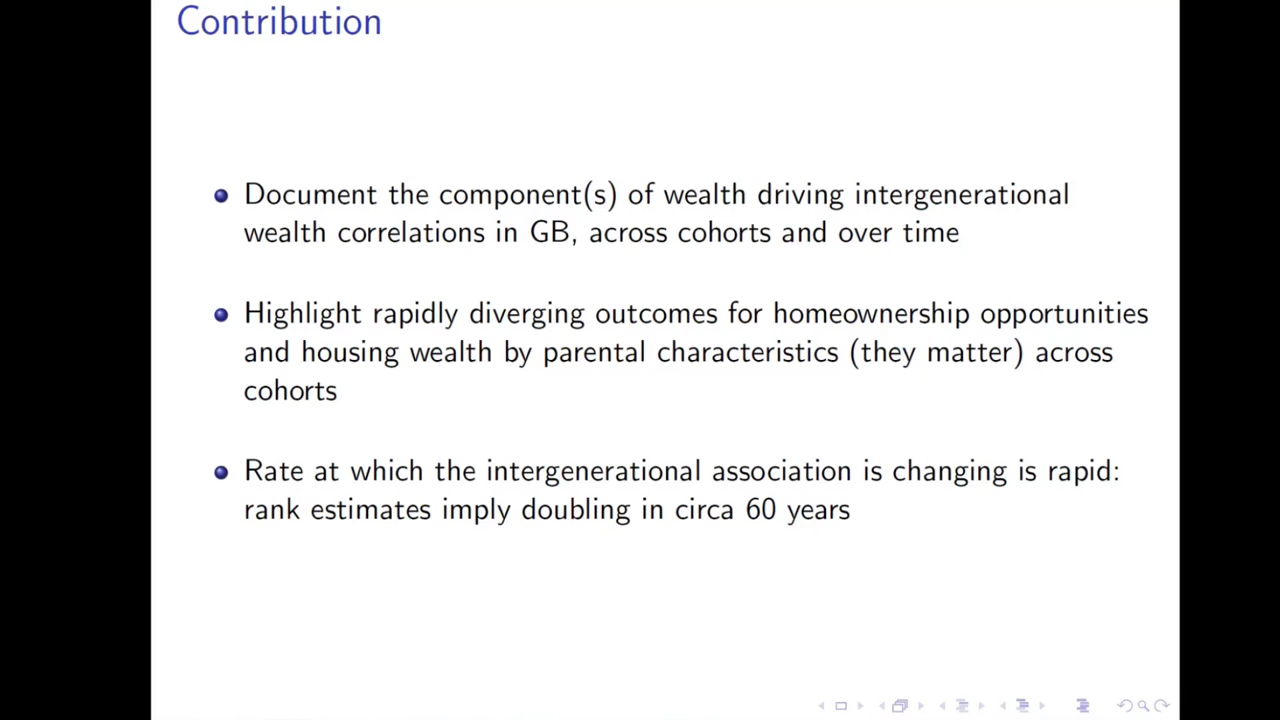 Contribution
Document the component(s) of wealth driving intergenerational
wealth correlations in GB, across cohorts and over time
Highlight rapidly diverging outcomes for homeownership opportunities
and housing wealth by parental characteristics (they matter) across
cohorts
Rate at which the intergenerational association is changing is rapid:
rank estimates imply doubling in circa 60 years